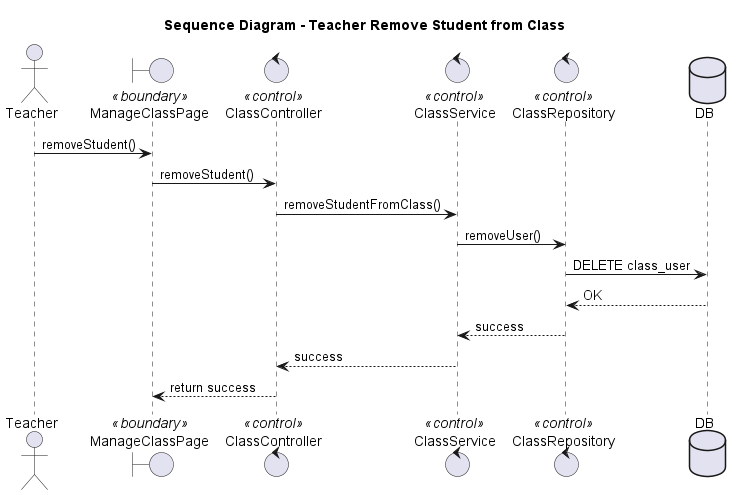 Sequence Diagram - Teacher Remove Student from Class
«boundary» «control» «control» «control»
Teacher ManageClassPage ClassController ClassService ClassRepository DB
removeStudent()
removeStudent()
removeStudentFromClass()
removeUser()
DELETE class_user
OK
success
success
return success
Teacher «boundary» «control» «control» «control» DB
ManageClassPage ClassController ClassService ClassRepository